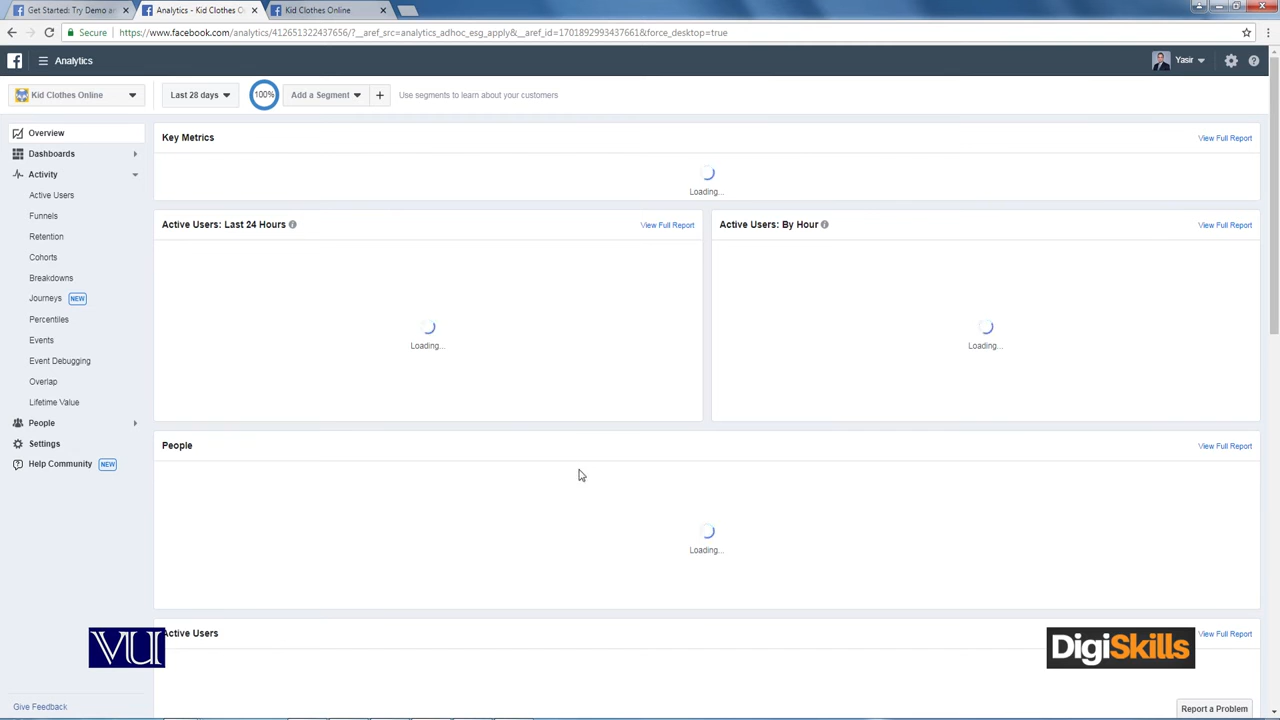 Get Started: Try Demo a
Analytics - Kid Clothes O
Kid Clothes Online
Secure
https://www.facebook.com/analytics/412651322437656/?__aref_src=analytics_adhoc_esg_apply&__aref_id=1701892993437661&force_desktop=true
Analytics
Yasir
Kid Clothes Online
Last 28 days
100%
Add a Segment
+
Use segments to learn about your customers
Overview
Dashboards
Activity
Active Users
Funnels
Retention
Cohorts
Breakdowns
Journeys NEW
Percentiles
Events
Event Debugging
Overlap
Lifetime Value
People
Settings
Help Community NEW
Give Feedback
Key Metrics
View Full Report
Loading...
Active Users: Last 24 Hours
View Full Report
Loading...
Active Users: By Hour
View Full Report
Loading...
People
View Full Report
Loading...
Active Users
View Full Report
VU
DigiSkills
Report a Problem